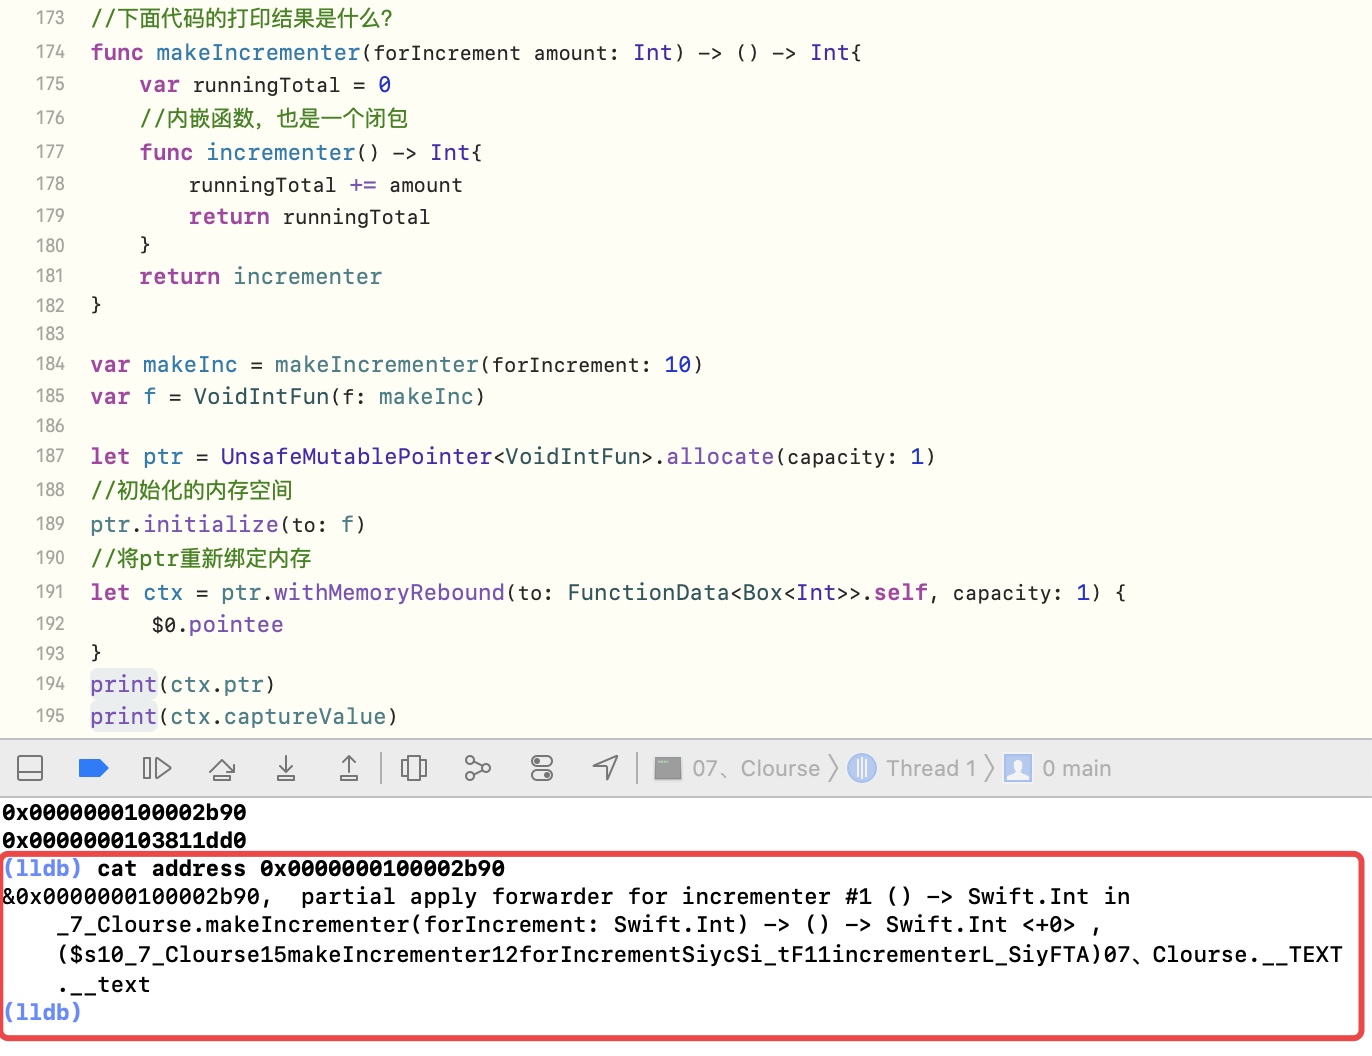 173 //下面代码的打印结果是什么?
174 func makeIncrementer(forIncrement amount: Int) -> () -> Int{
175 var runningTotal = 0
176 //内嵌函数，也是一个闭包
177 func incrementer() -> Int{
178 runningTotal += amount
179 return runningTotal
180 }
181 return incrementer
182 }
183
184 var makeInc = makeIncrementer(forIncrement: 10)
185 var f = VoidIntFun(f: makeInc)
186
187 let ptr = UnsafeMutablePointer<VoidIntFun>.allocate(capacity: 1)
188 //初始化的内存空间
189 ptr.initialize(to: f)
190 //将ptr重新绑定内存
191 let ctx = ptr.withMemoryRebound(to: FunctionData<Box<Int>>.self, capacity: 1) {
192 $0.pointee
193 }
194 print(ctx.ptr)
195 print(ctx.captureValue)
07、Clourse 〉 Thread 1 〉 0 main
0x0000000100002b90
0x0000000103811dd0
(lldb) cat address 0x0000000100002b90
&0x0000000100002b90, partial apply forwarder for incrementer #1 () -> Swift.Int in
_7_Clourse.makeIncrementer(forIncrement: Swift.Int) -> () -> Swift.Int <+0> ,
($s10_7_Clourse15makeIncrementer12forIncrementSiycSi_tF11incrementerL_SiyFTA)07、Clourse.__TEXT
.__text
(lldb)